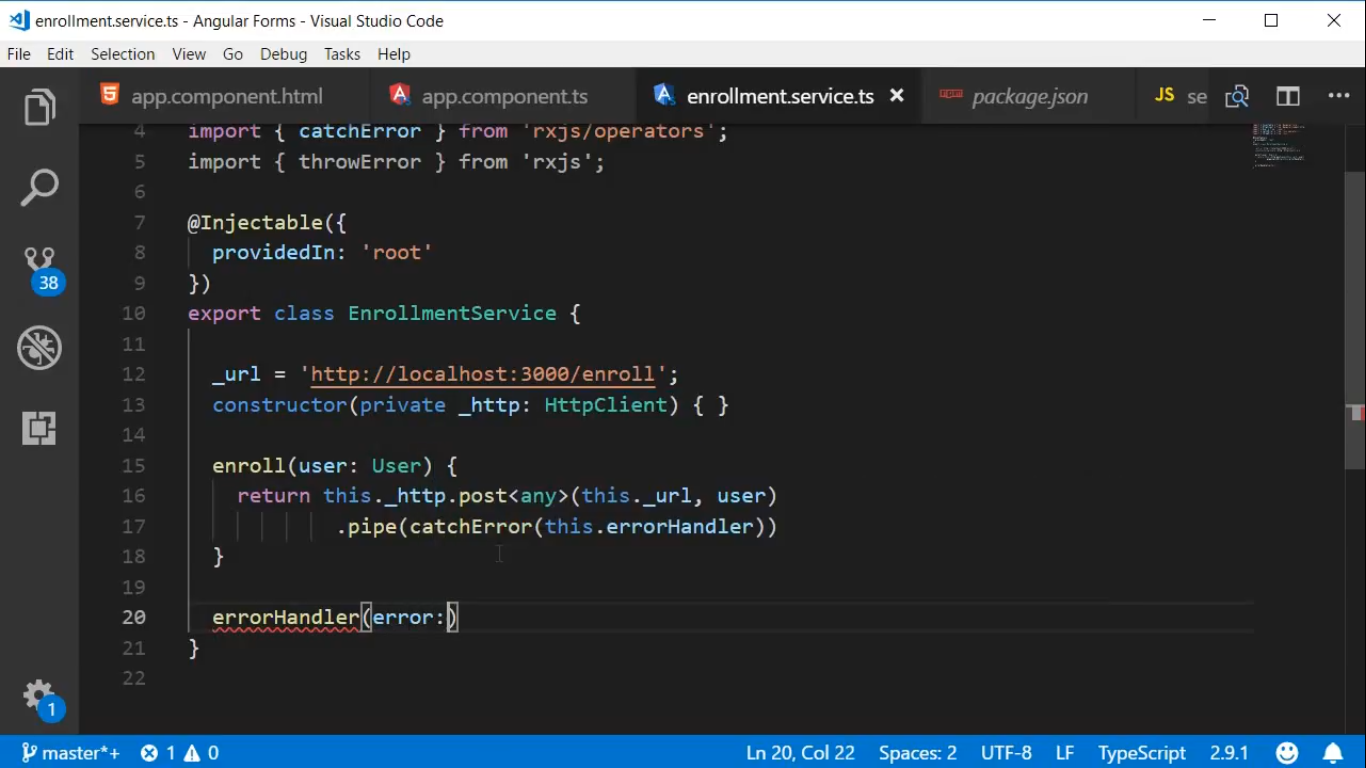 enrollment.service.ts - Angular Forms - Visual Studio Code
File Edit Selection View Go Debug Tasks Help
app.component.html app.component.ts enrollment.service.ts package.json JS se
4 import { catchError } from 'rxjs/operators';
5 import { throwError } from 'rxjs';
6
7 @Injectable({
8 providedIn: 'root'
9 })
10 export class EnrollmentService {
11
12 _url = 'http://localhost:3000/enroll';
13 constructor(private _http: HttpClient) { }
14
15 enroll(user: User) {
16 return this._http.post<any>(this._url, user)
17 .pipe(catchError(this.errorHandler))
18 }
19
20 errorHandler(error:)
21 }
22
38
1
master*+ 1 0 Ln 20, Col 22 Spaces: 2 UTF-8 LF TypeScript 2.9.1